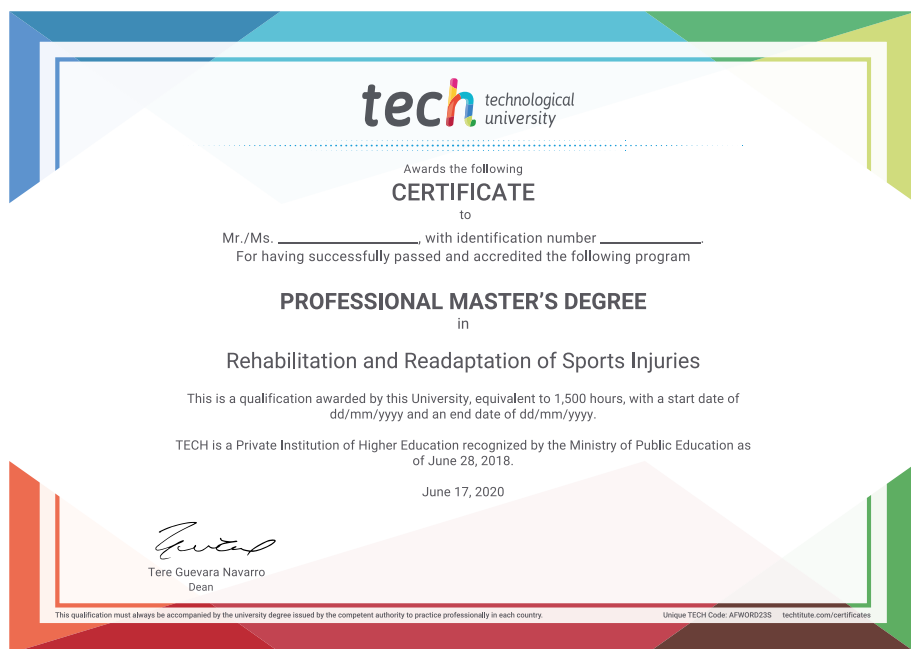 tech technological
university
Awards the following
CERTIFICATE
to
Mr./Ms. ____________________, with identification number ______________.
For having successfully passed and accredited the following program
PROFESSIONAL MASTER'S DEGREE
in
Rehabilitation and Readaptation of Sports Injuries
This is a qualification awarded by this University, equivalent to 1,500 hours, with a start date of
dd/mm/yyyy and an end date of dd/mm/yyyy.
TECH is a Private Institution of Higher Education recognized by the Ministry of Public Education as
of June 28, 2018.
June 17, 2020
Tere Guevara Navarro
Dean
This qualification must always be accompanied by the university degree issued by the competent authority to practice professionally in each country.
Unique TECH Code: AFWORD23S techtitute.com/certificates